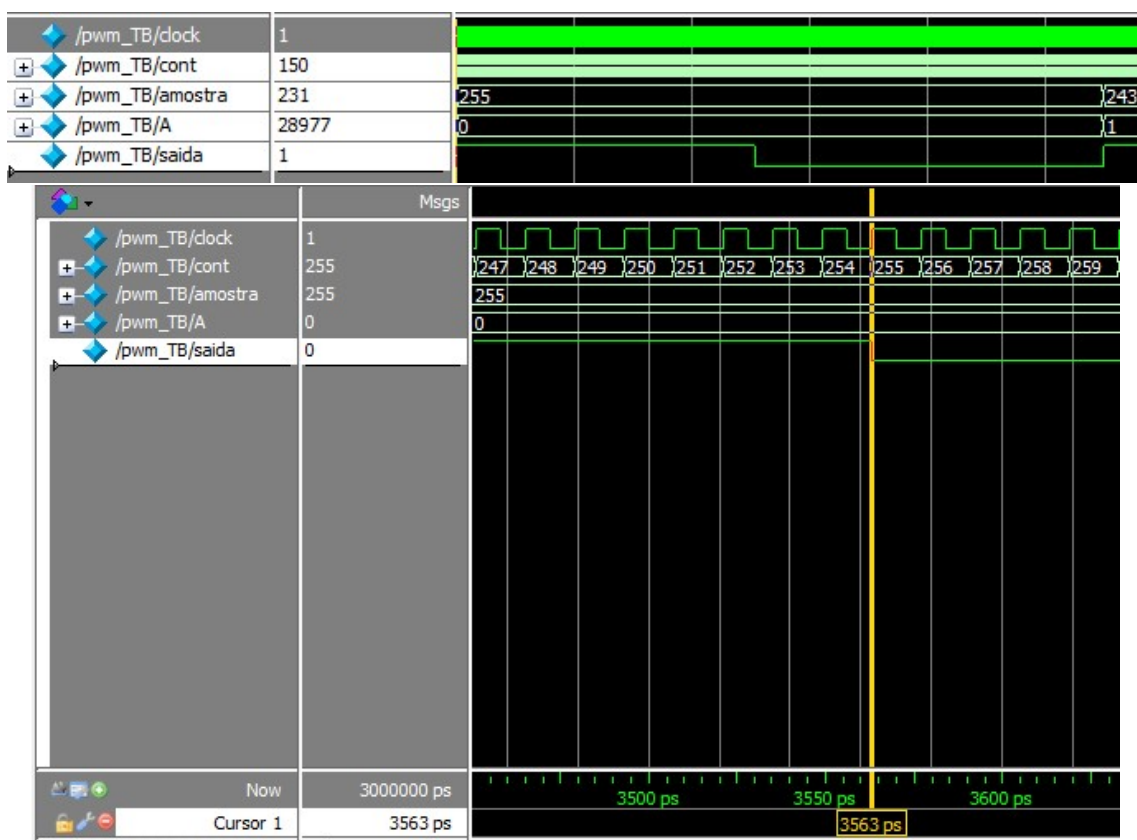 /pwm_TB/clock 1
/pwm_TB/cont 150
/pwm_TB/amostra 231 255 243
/pwm_TB/A 28977 0 1
/pwm_TB/saida 1
Msgs
/pwm_TB/clock 1
/pwm_TB/cont 255 247 248 249 250 251 252 253 254 255 256 257 258 259
/pwm_TB/amostra 255 255
/pwm_TB/A 0 0
/pwm_TB/saida 0
Now 3000000 ps 3500 ps 3550 ps 3600 ps
Cursor 1 3563 ps 3563 ps